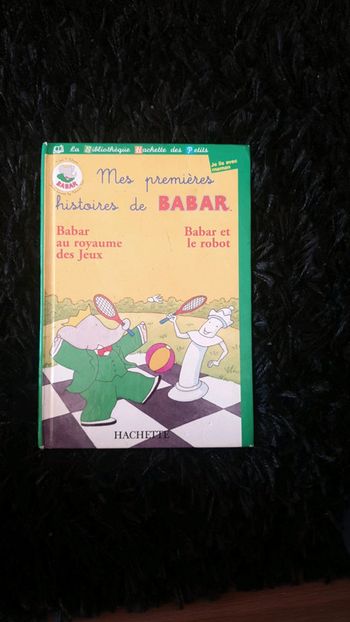 La Bibliothèque Hachette des Petits
Je lis avec
maman
BABAR
Mes premières
histoires de BABAR
Babar
au royaume
des Jeux
Babar et
le robot
HACHETTE